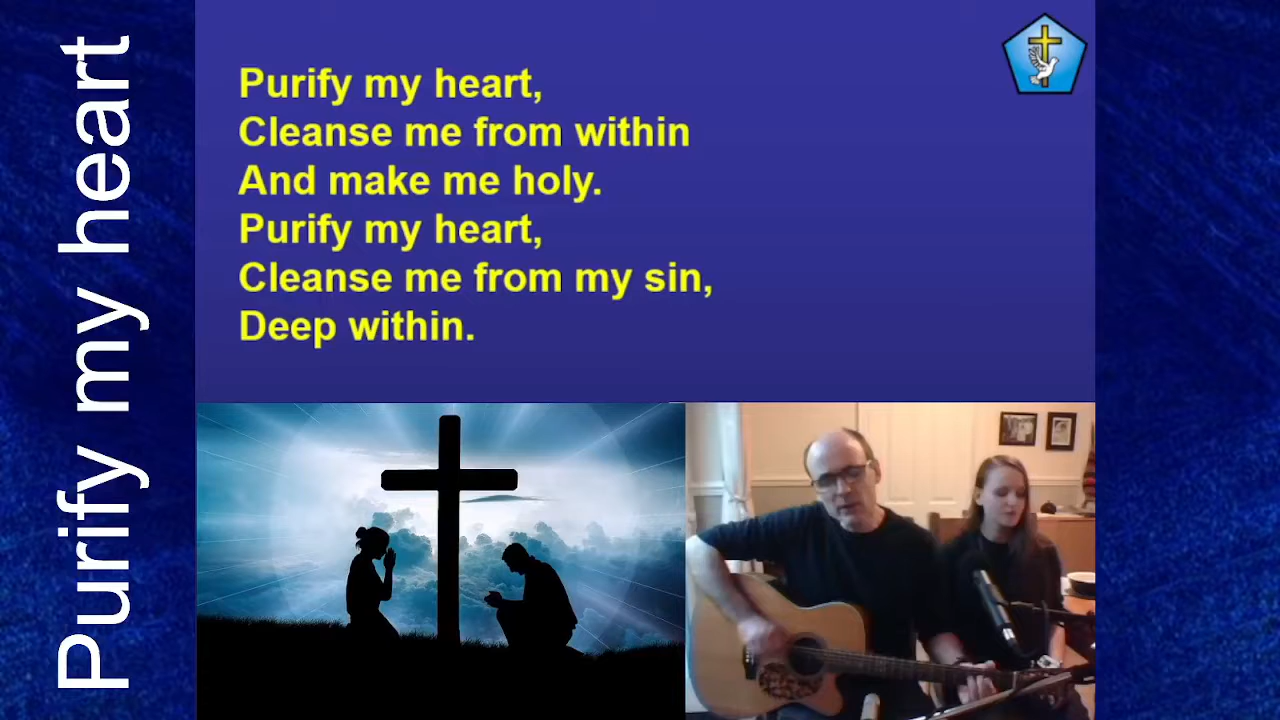 Purify my heart
Purify my heart,
Cleanse me from within
And make me holy.
Purify my heart,
Cleanse me from my sin,
Deep within.